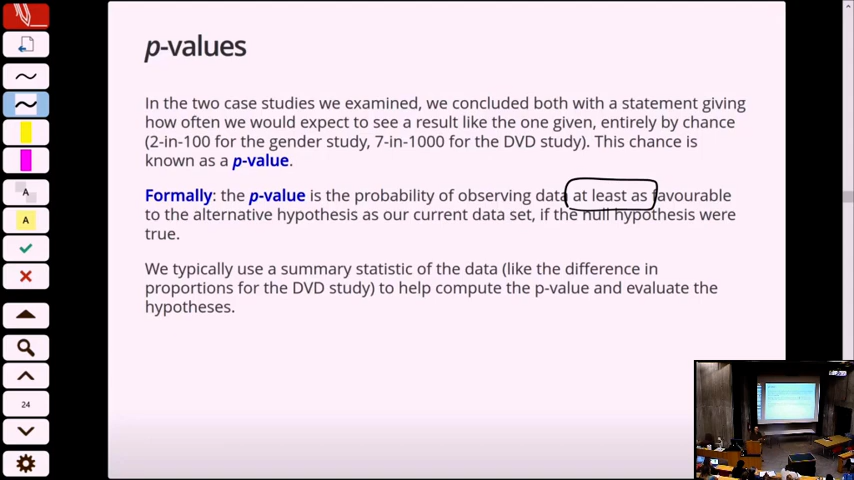 p-values
In the two case studies we examined, we concluded both with a statement giving
how often we would expect to see a result like the one given, entirely by chance
(2-in-100 for the gender study, 7-in-1000 for the DVD study). This chance is
known as a p-value.
Formally: the p-value is the probability of observing data at least as favourable
to the alternative hypothesis as our current data set, if the null hypothesis were
true.
We typically use a summary statistic of the data (like the difference in
proportions for the DVD study) to help compute the p-value and evaluate the
hypotheses.
A
A
24